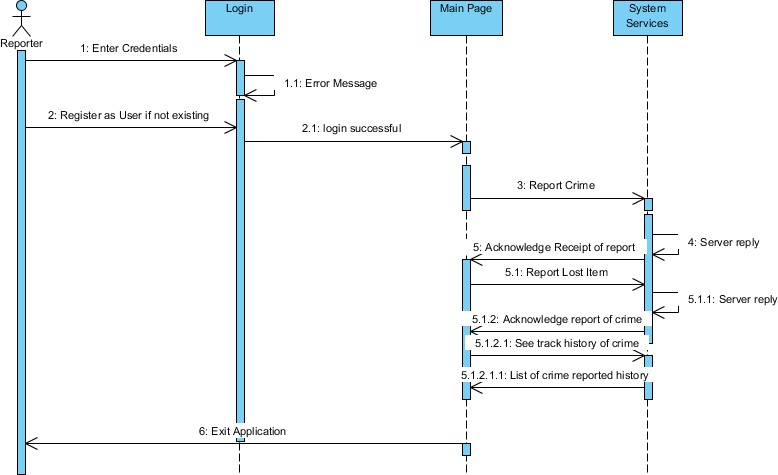 Login
Main Page
System
Services
Reporter
1: Enter Credentials
1.1: Error Message
2: Register as User if not existing
2.1: login successful
3: Report Crime
4: Server reply
5: Acknowledge Receipt of report
5.1: Report Lost Item
5.1.1: Server reply
5.1.2: Acknowledge report of crime
5.1.2.1: See track history of crime
5.1.2.1.1: List of crime reported history
6: Exit Application